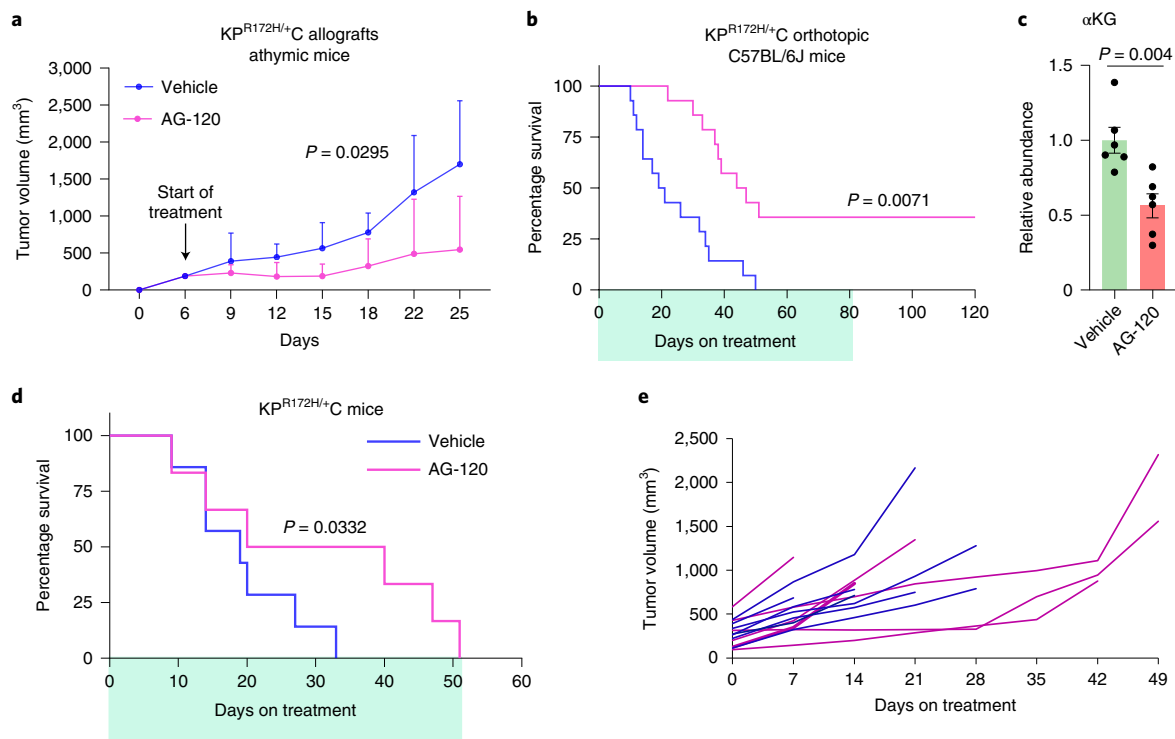 a
KP^R172H/+C allografts
athymic mice
3,000
2,500
2,000
1,500
1,000
500
0
Tumor volume (mm³)
Vehicle
AG-120
P = 0.0295
Start of
treatment
0 6 9 12 15 18 22 25
Days
b
KP^R172H/+C orthotopic
C57BL/6J mice
100
75
50
25
0
Percentage survival
P = 0.0071
0 20 40 60 80 100 120
Days on treatment
c
αKG
P = 0.004
1.5
1.0
0.5
0
Relative abundance
Vehicle
AG-120
d
KP^R172H/+C mice
100
75
50
25
0
Percentage survival
Vehicle
AG-120
P = 0.0332
0 10 20 30 40 50 60
Days on treatment
e
2,500
2,000
1,500
1,000
500
0
Tumor volume (mm³)
0 7 14 21 28 35 42 49
Days on treatment